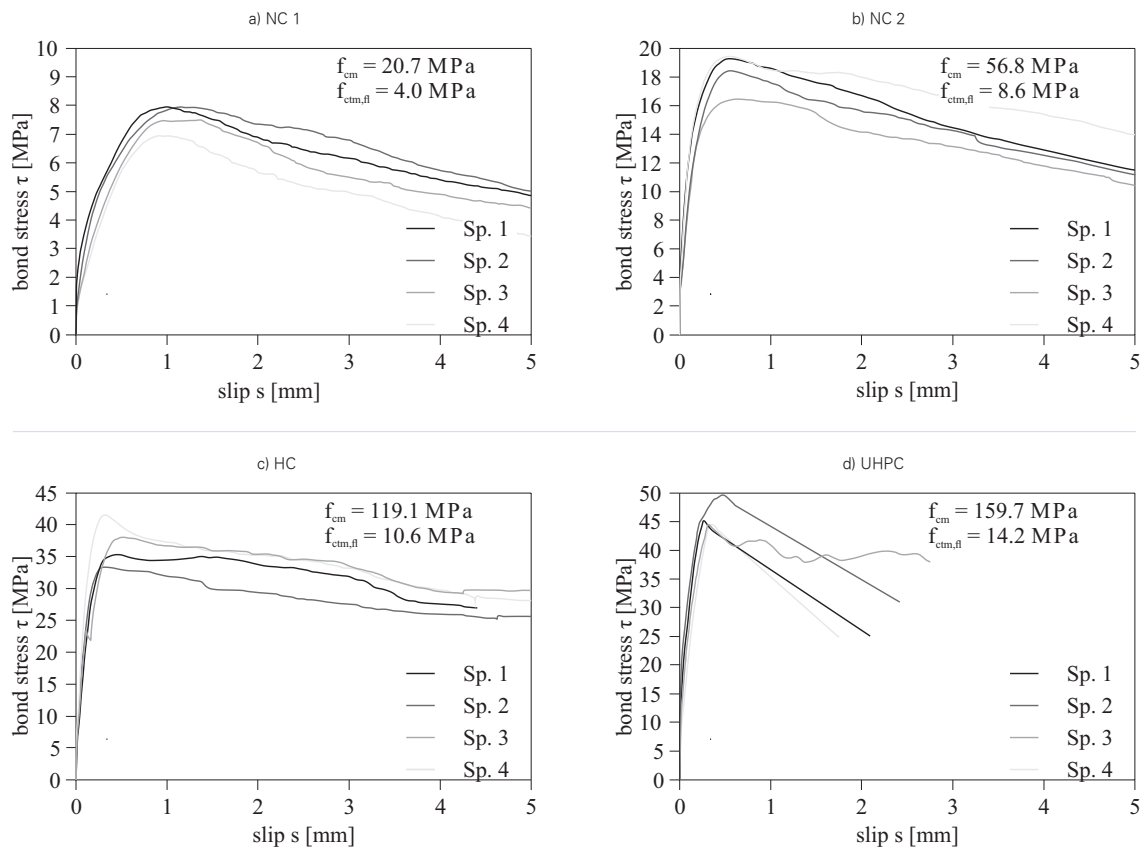 a) NC 1
f_cm = 20.7 MPa
f_ctm,fl = 4.0 MPa
bond stress τ [MPa]
10
9
8
7
6
5
4
3
2
1
0
Sp. 1
Sp. 2
Sp. 3
Sp. 4
0 1 2 3 4 5
slip s [mm]
b) NC 2
f_cm = 56.8 MPa
f_ctm,fl = 8.6 MPa
bond stress τ [MPa]
20
18
16
14
12
10
8
6
4
2
0
Sp. 1
Sp. 2
Sp. 3
Sp. 4
0 1 2 3 4 5
slip s [mm]
c) HC
f_cm = 119.1 MPa
f_ctm,fl = 10.6 MPa
bond stress τ [MPa]
45
40
35
30
25
20
15
10
5
0
Sp. 1
Sp. 2
Sp. 3
Sp. 4
0 1 2 3 4 5
slip s [mm]
d) UHPC
f_cm = 159.7 MPa
f_ctm,fl = 14.2 MPa
bond stress τ [MPa]
50
45
40
35
30
25
20
15
10
5
0
Sp. 1
Sp. 2
Sp. 3
Sp. 4
0 1 2 3 4 5
slip s [mm]